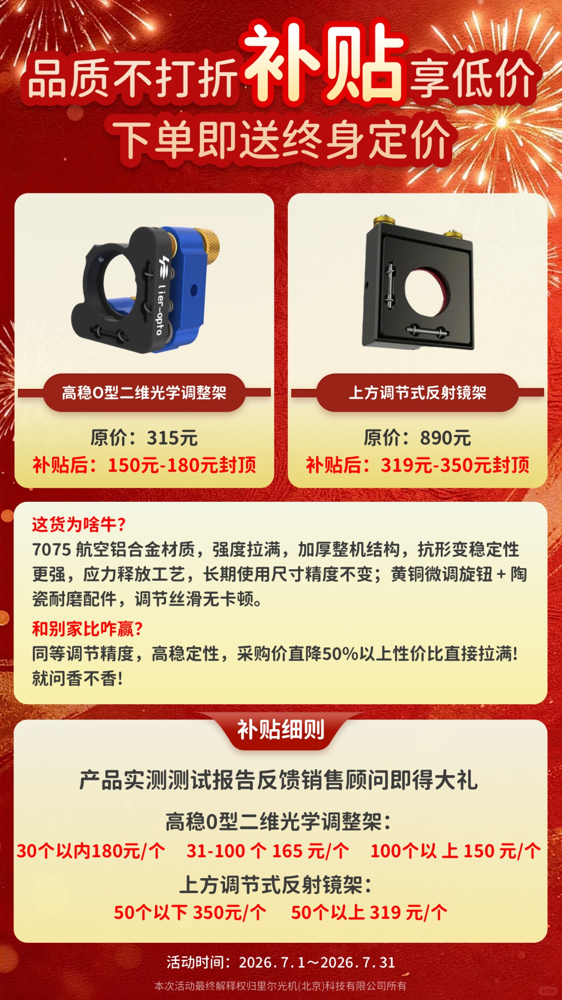 品质不打折补贴享低价
下单即送终身定价
Lier-opto
高稳O型二维光学调整架
原价：315元
补贴后：150元-180元封顶
上方调节式反射镜架
原价：890元
补贴后：319元-350元封顶
这货为啥牛？
7075 航空铝合金材质，强度拉满，加厚整机结构，抗形变稳定性
更强，应力释放工艺，长期使用尺寸精度不变；黄铜微调旋钮 + 陶
瓷耐磨配件，调节丝滑无卡顿。
和别家比咋赢？
同等调节精度，高稳定性，采购价直降50%以上性价比直接拉满！
就问香不香！
补贴细则
产品实测测试报告反馈销售顾问即得大礼
高稳0型二维光学调整架：
30个以内180元/个 31-100 个 165 元/个 100个以 上 150 元/个
上方调节式反射镜架：
50个以下 350元/个 50个以上 319 元/个
活动时间：2026.7.1～2026.7.31
本次活动最终解释权归里尔光机(北京)科技有限公司所有
小红书